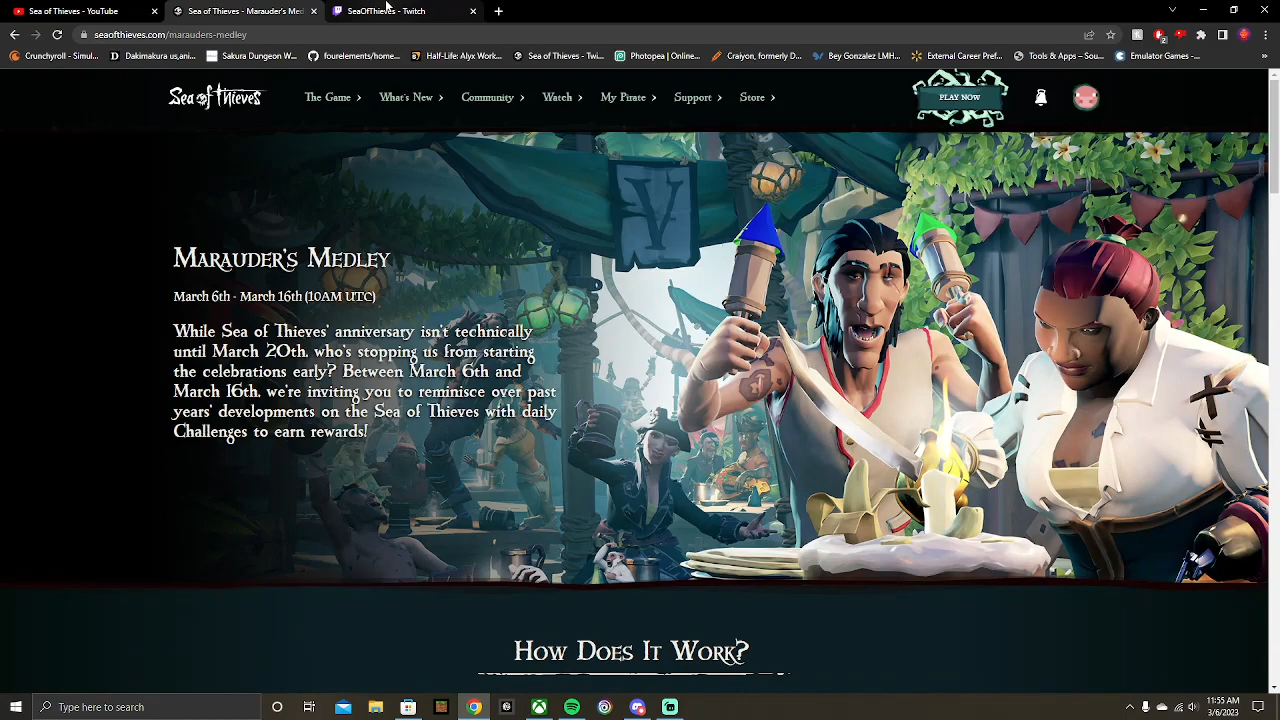 Sea of Thieves - YouTube
Sea of Thieves - Marauder's Med
SeaOfThieves - Twitch
seaofthieves.com/marauders-medley
Crunchyroll - Simul...
Dakimakura us,ani...
Sakura Dungeon W...
fourelements/home...
Half-Life: Alyx Work...
Sea of Thieves - Twi...
Photopea | Online...
Craiyon, formerly D...
Bey Gonzalez LMH...
External Career Pref...
Tools & Apps – Sou...
Emulator Games -...
»
Sea of Thieves
The Game
What's New
Community
Watch
My Pirate
Support
Store
PLAY NOW
V
Marauder's Medley
March 6th - March 16th (10AM UTC)
While Sea of Thieves' anniversary isn't technically
until March 20th, who's stopping us from starting
the celebrations early? Between March 6th and
March 16th, we're inviting you to reminisce over past
years' developments on the Sea of Thieves with daily
Challenges to earn rewards!
How Does It Work?
Type here to search
11:55 AM
3/6/2023